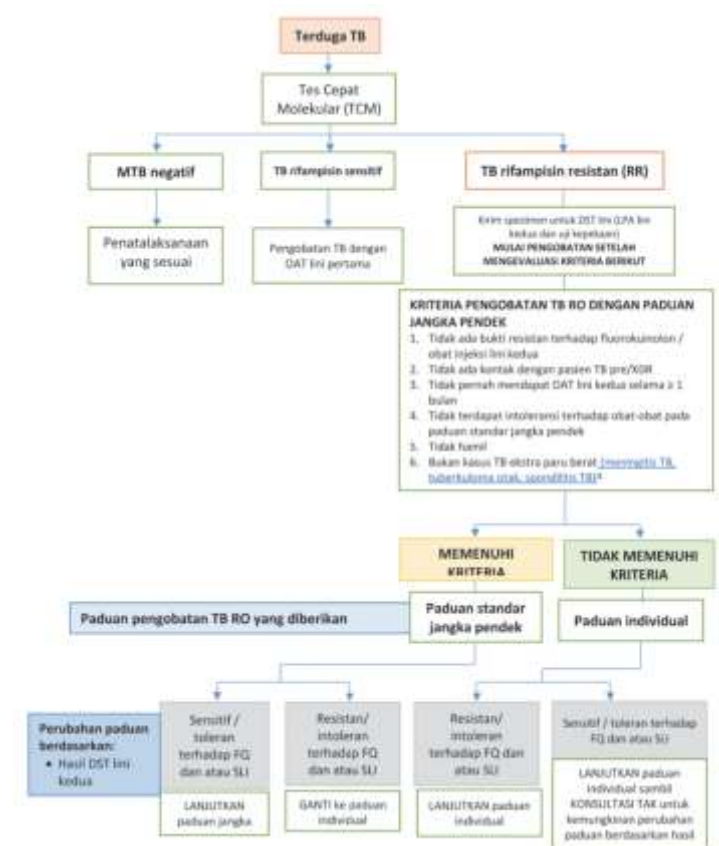 Terduga TB
Tes Cepat
Molekular (TCM)
MTB negatif
TB rifampisin sensitif
TB rifampisin resistan (RR)
Penatalaksanaan
yang sesuai
Pengobatan TB dengan
OAT lini pertama
Kirim spesimen untuk DST lini (LPA lini
kedua dan uji kepekaan)
MULAI PENGOBATAN SETELAH
MENGEVALUASI KRITERIA BERIKUT
KRITERIA PENGOBATAN TB RO DENGAN PADUAN
JANGKA PENDEK
1. Tidak ada bukti resistan terhadap fluorokuinolon /
obat injeksi lini kedua
2. Tidak ada kontak dengan pasien TB pre/XDR
3. Tidak pernah mendapat OAT lini kedua selama ≥ 1
bulan
4. Tidak terdapat intoleransi terhadap obat-obat pada
paduan standar jangka pendek
5. Tidak hamil
6. Bukan kasus TB ekstra paru berat (meningitis TB,
tuberkuloma otak, spondilitis TB)
MEMENUHI
KRITERIA
TIDAK MEMENUHI
KRITERIA
Paduan pengobatan TB RO yang diberikan
Paduan standar
jangka pendek
Paduan individual
Perubahan paduan
berdasarkan:
• Hasil DST lini
kedua
Sensitif /
toleran
terhadap FQ
dan atau SLI
Resistan/
intoleran
terhadap FQ
dan atau SLI
Resistan/
intoleran
terhadap FQ dan
atau SLI
Sensitif / toleran terhadap
FQ dan atau SLI
LANJUTKAN
paduan jangka
GANTI ke paduan
individual
LANJUTKAN paduan
individual
LANJUTKAN paduan
individual sambil
KONSULTASI TAK untuk
kemungkinan perubahan
paduan berdasarkan hasil